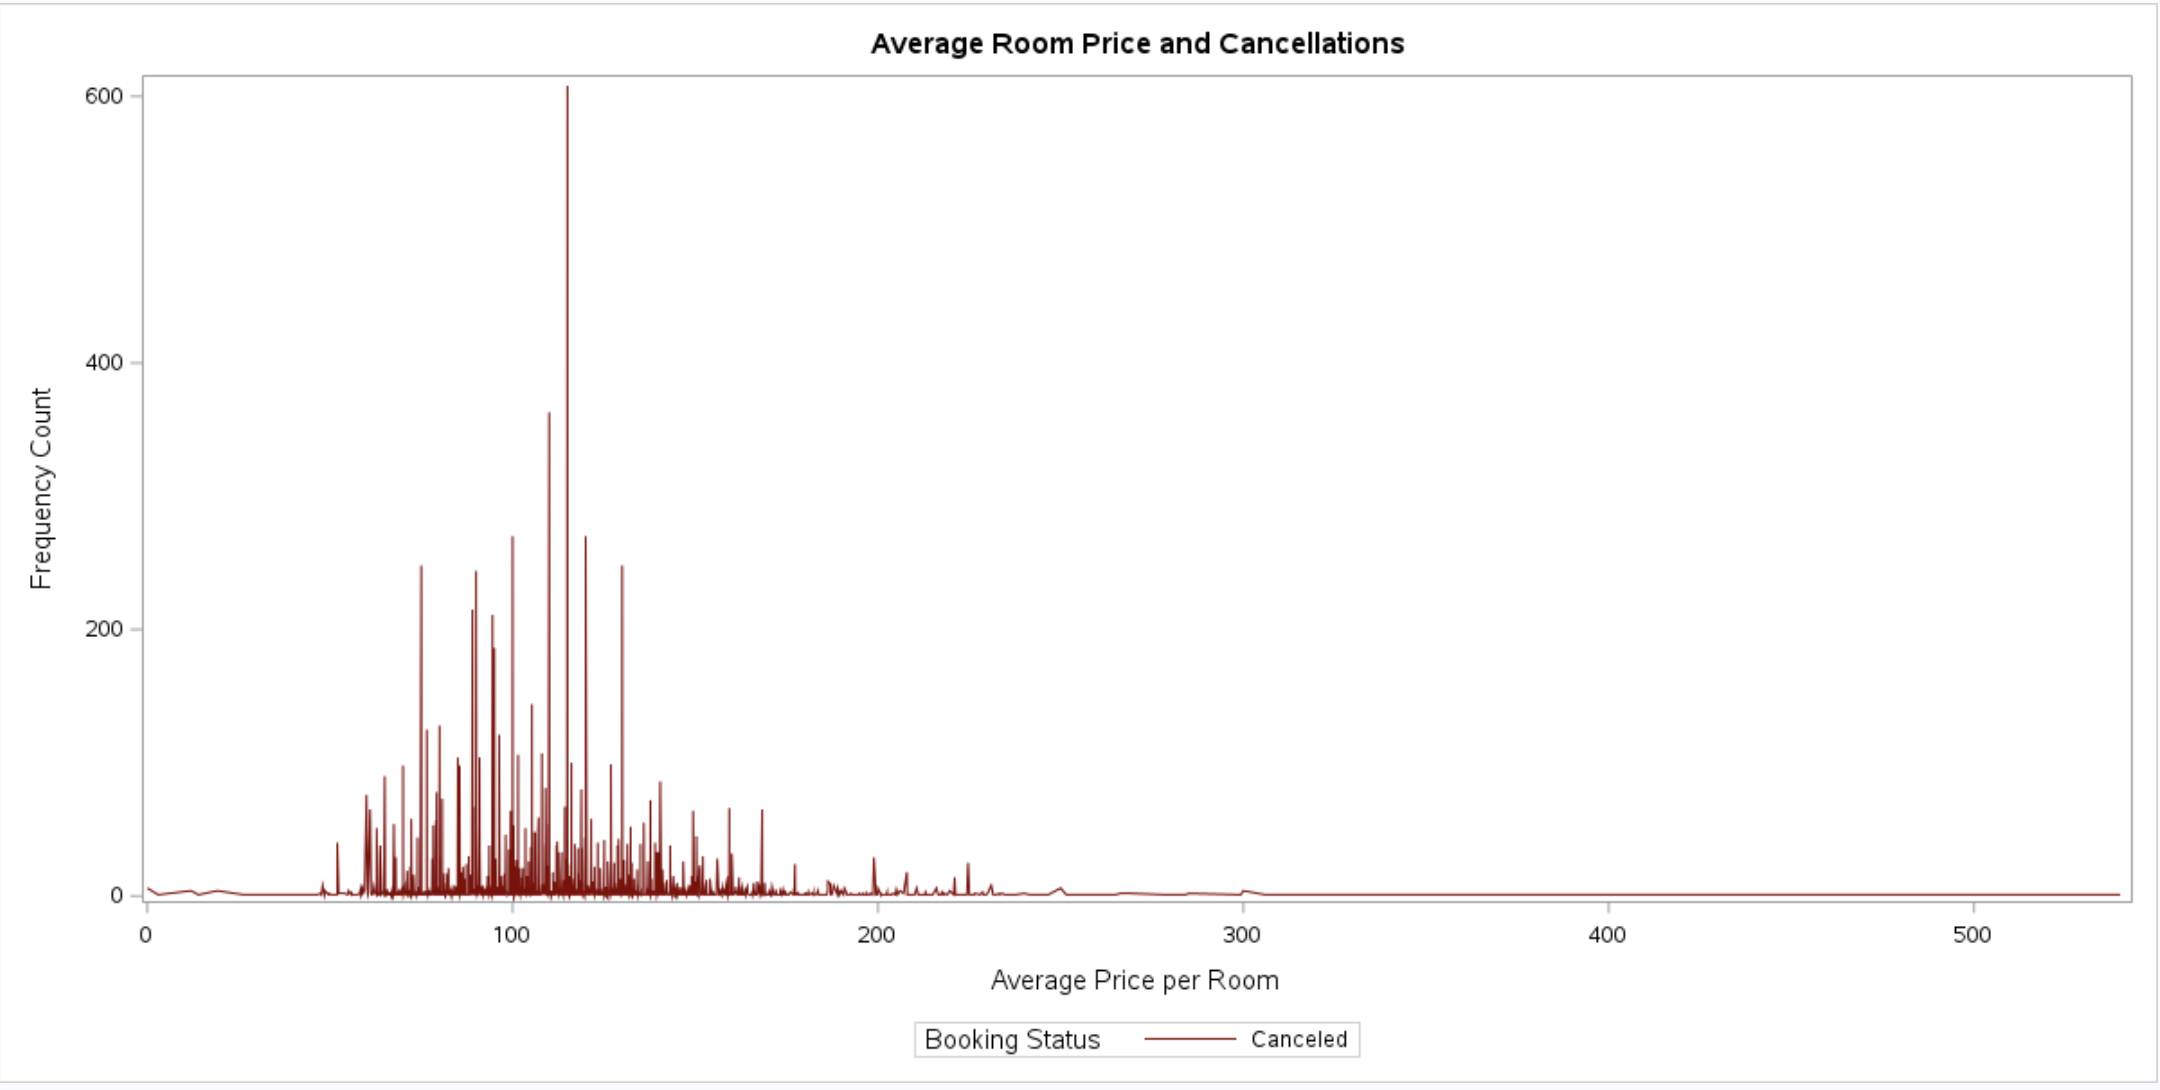 Average Room Price and Cancellations
600
400
200
0
Frequency Count
0 100 200 300 400 500
Average Price per Room
Booking Status Canceled